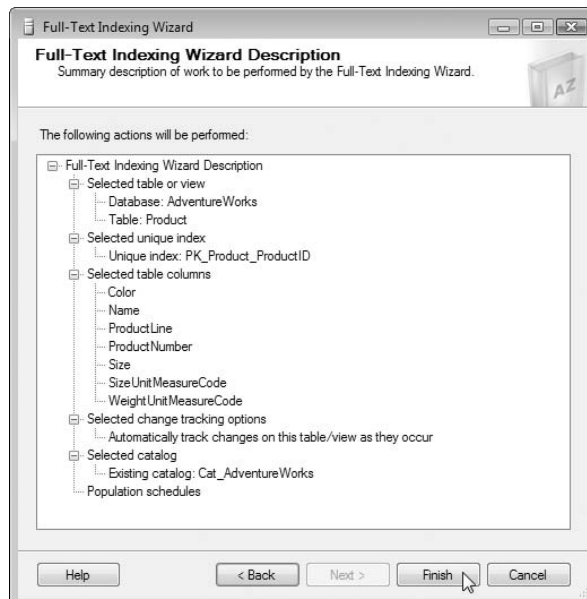 Full-Text Indexing Wizard
Full-Text Indexing Wizard Description
Summary description of work to be performed by the Full-Text Indexing Wizard.
AZ
The following actions will be performed:
Full-Text Indexing Wizard Description
Selected table or view
Database: AdventureWorks
Table: Product
Selected unique index
Unique index: PK_Product_ProductID
Selected table columns
Color
Name
ProductLine
ProductNumber
Size
SizeUnitMeasureCode
WeightUnitMeasureCode
Selected change tracking options
Automatically track changes on this table/view as they occur
Selected catalog
Existing catalog: Cat_AdventureWorks
Population schedules
Help
< Back
Next >
Finish
Cancel